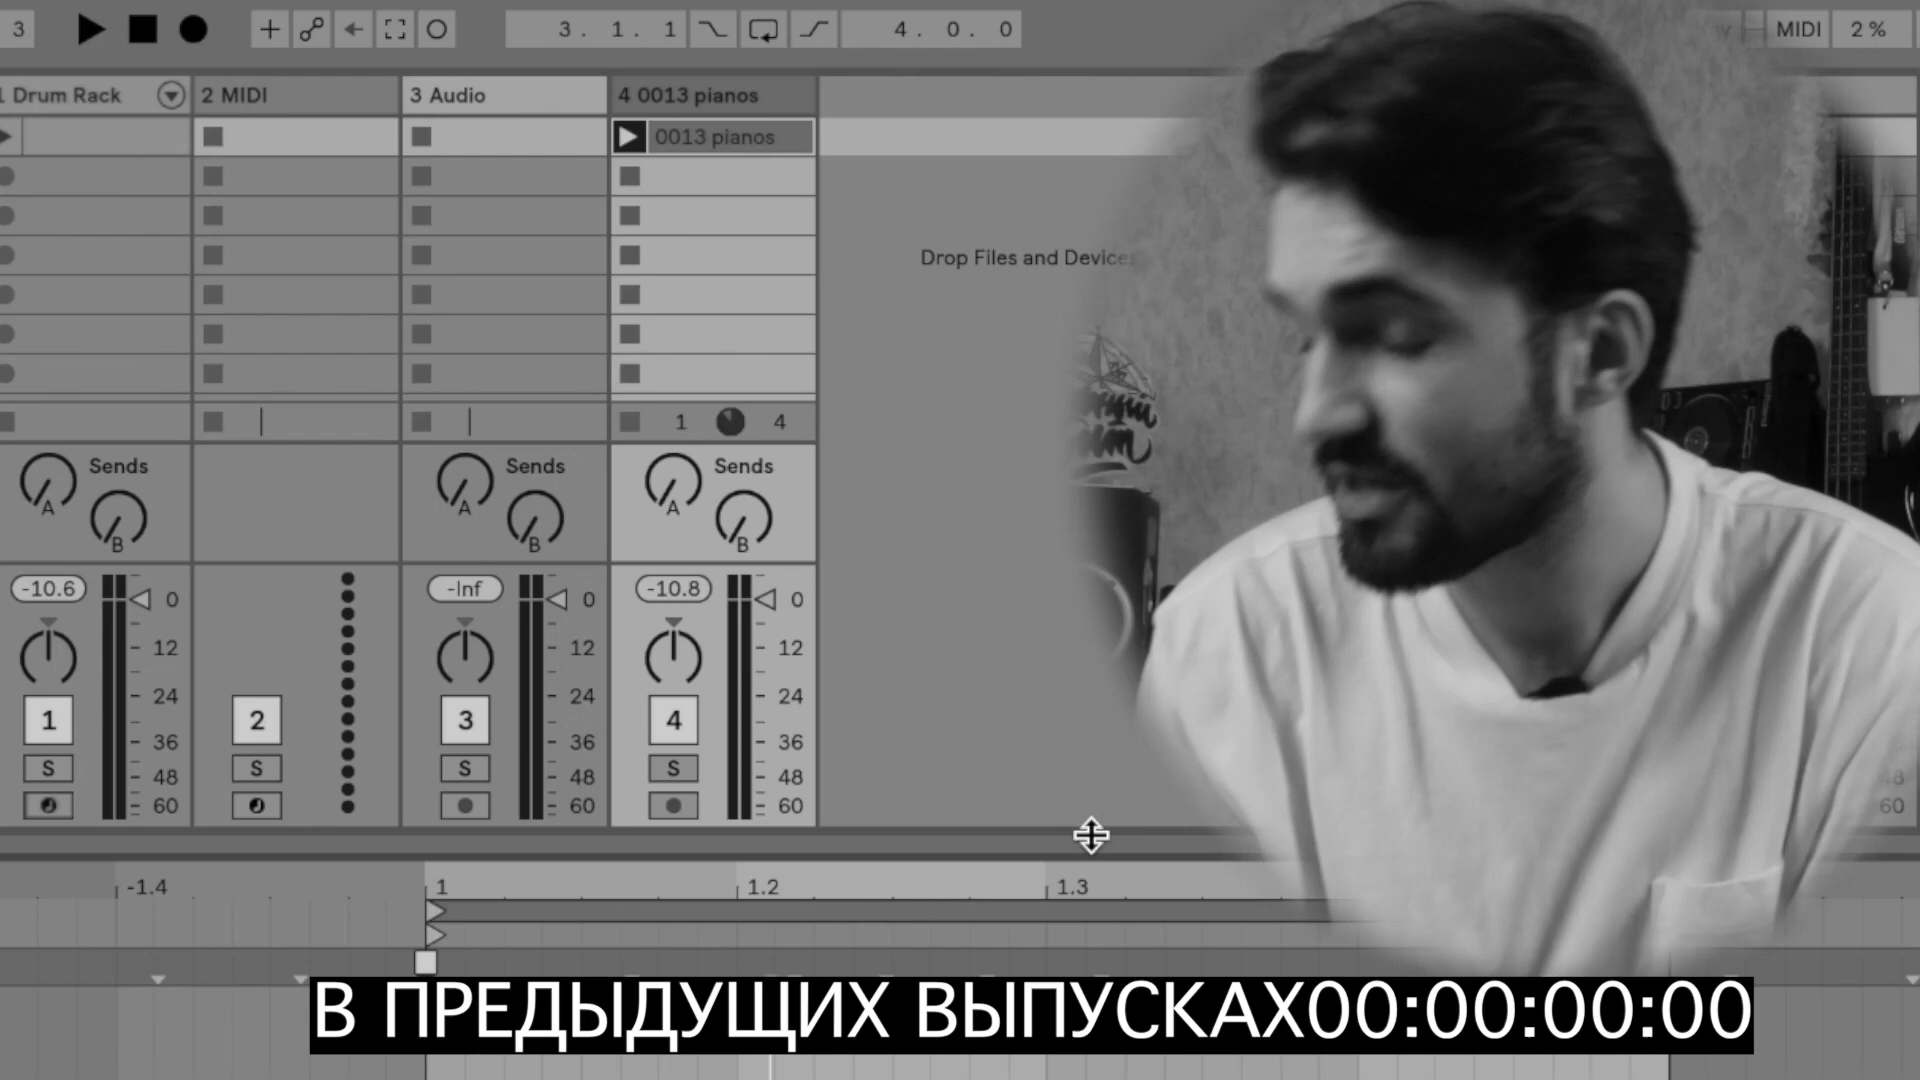 3
3. 1. 1
4. 0. 0
MIDI
2 %
1 Drum Rack
2 MIDI
3 Audio
4 0013 pianos
0013 pianos
Drop Files and Devices
1
4
Sends
A
B
Sends
A
B
Sends
A
B
-10.6
0
12
24
36
48
60
1
S
2
S
-Inf
0
12
24
36
48
60
3
S
-10.8
0
12
24
36
48
60
4
S
60
-1.4
1
1.2
1.3
В ПРЕДЫДУЩИХ ВЫПУСКАХ00:00:00:00